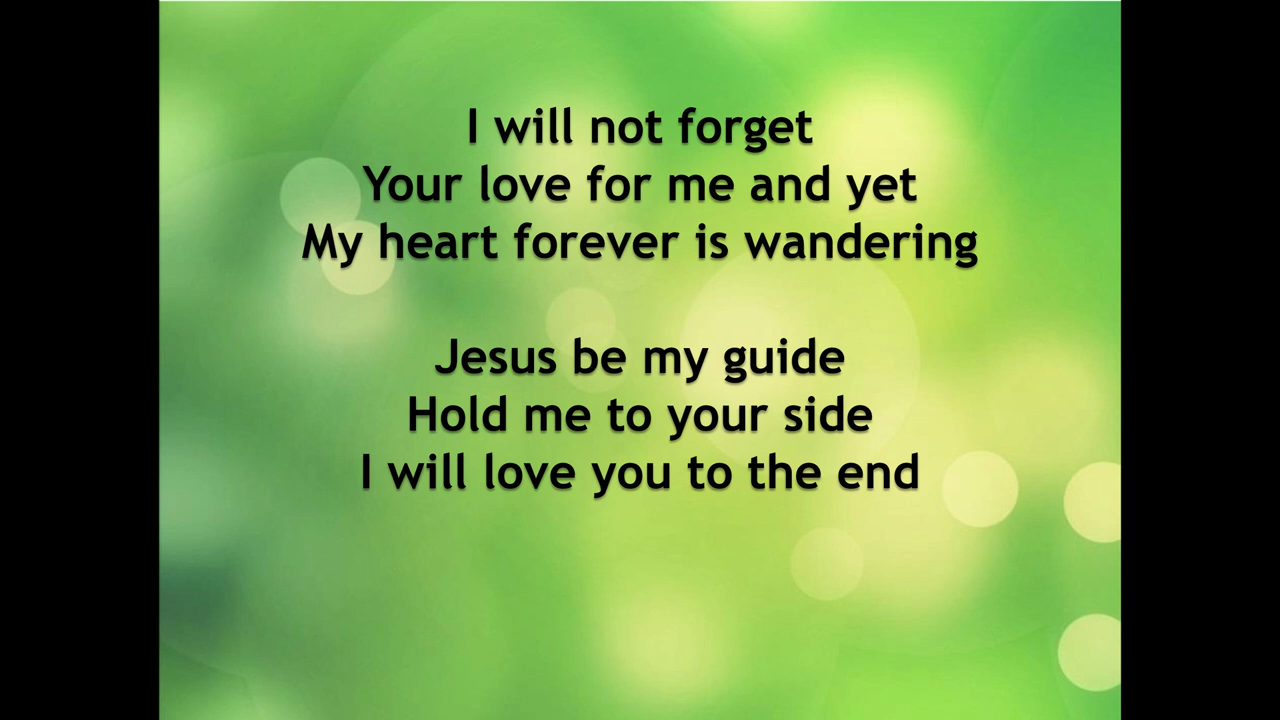 I will not forget
Your love for me and yet
My heart forever is wandering
Jesus be my guide
Hold me to your side
I will love you to the end